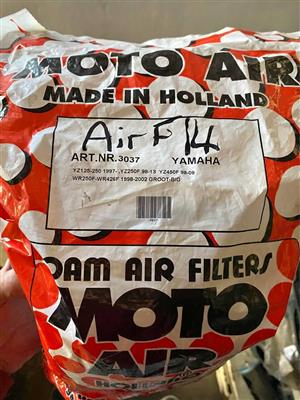 MOTO AIR
MADE IN HOLLAND
Air F 14
ART.NR.3037 YAMAHA
YZ125-250 1997-, YZ250F 98-13 YZ450F 98-09
WR250F-WR426F 1998-2002 GROOT-BIG
OAM AIR FILTERS
MOTO
AIR